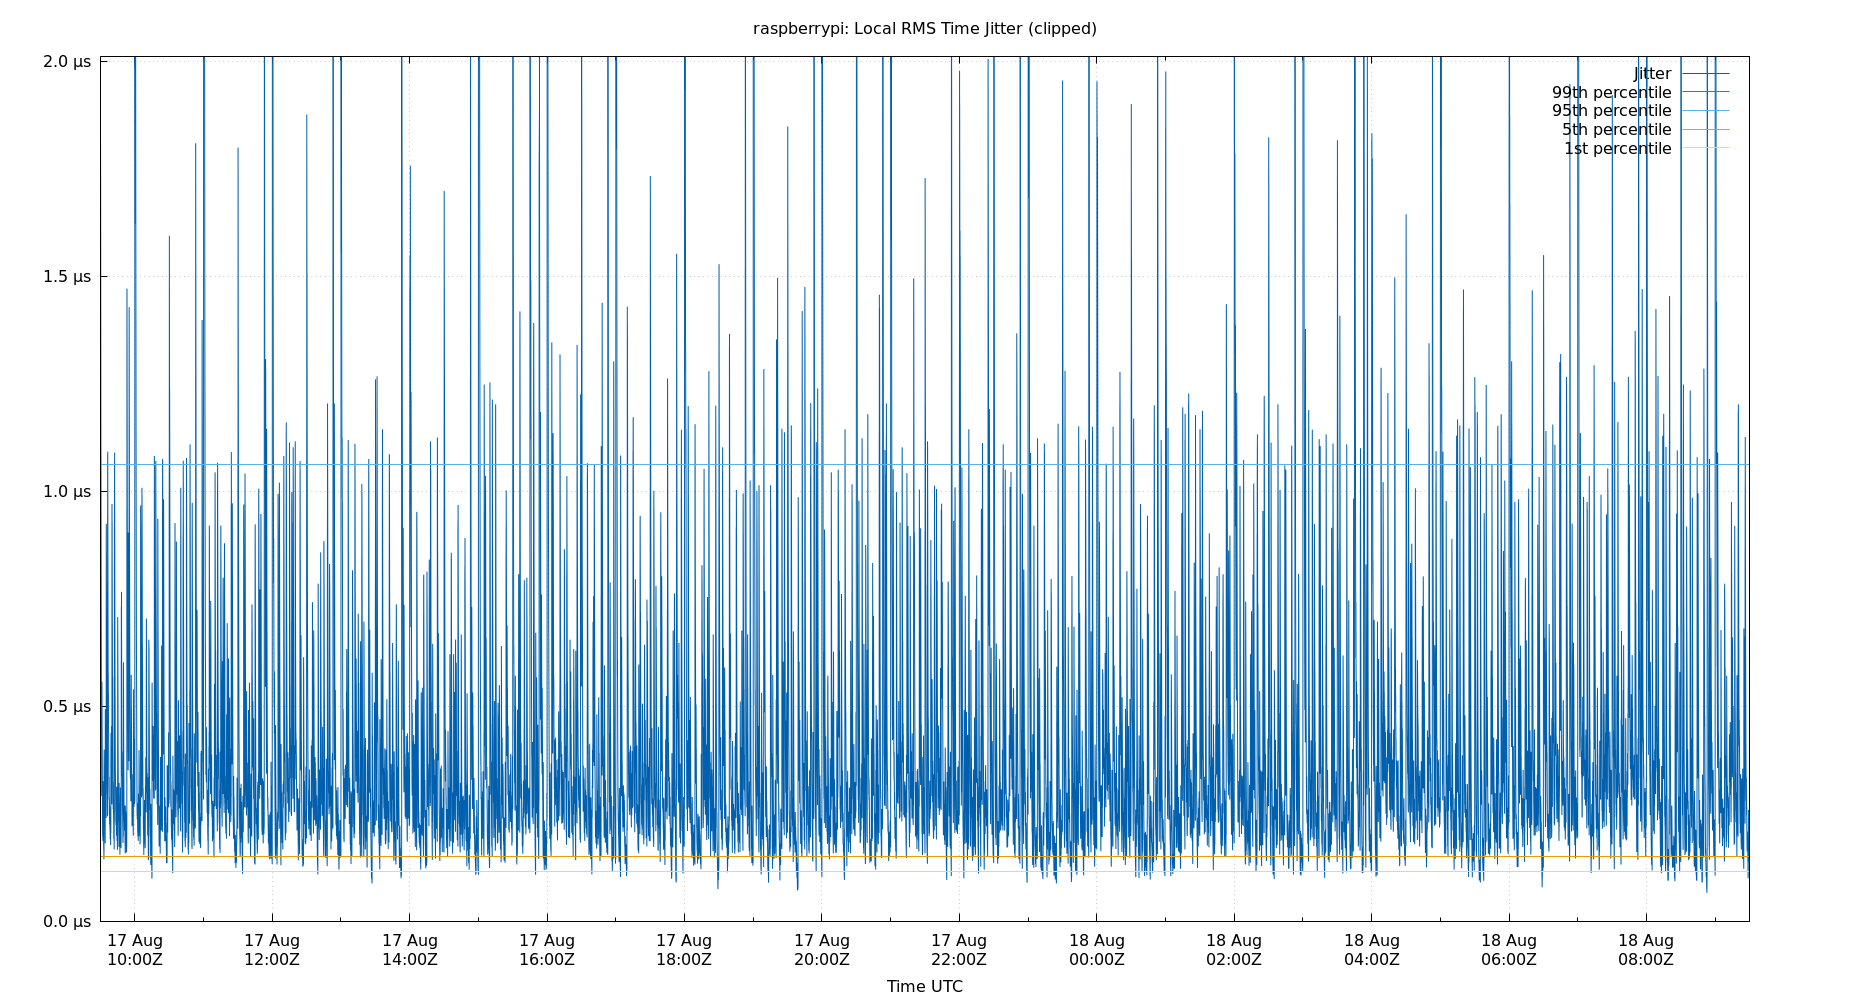 raspberrypi: Local RMS Time Jitter (clipped)
2.0 μs
1.5 μs
1.0 μs
0.5 μs
0.0 μs
Jitter
99th percentile
95th percentile
5th percentile
1st percentile
17 Aug 17 Aug 17 Aug 17 Aug 17 Aug 17 Aug 17 Aug 18 Aug 18 Aug 18 Aug 18 Aug 18 Aug
10:00Z 12:00Z 14:00Z 16:00Z 18:00Z 20:00Z 22:00Z 00:00Z 02:00Z 04:00Z 06:00Z 08:00Z
Time UTC